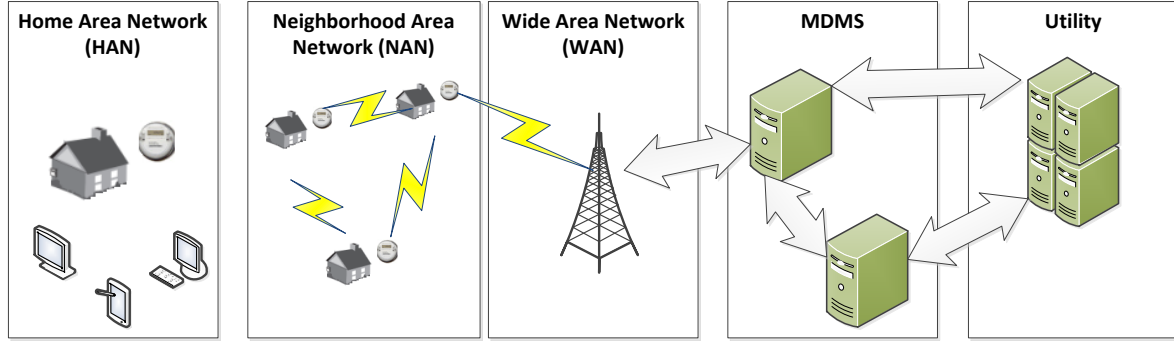 Home Area Network
(HAN)
Neighborhood Area
Network (NAN)
Wide Area Network
(WAN)
MDMS
Utility